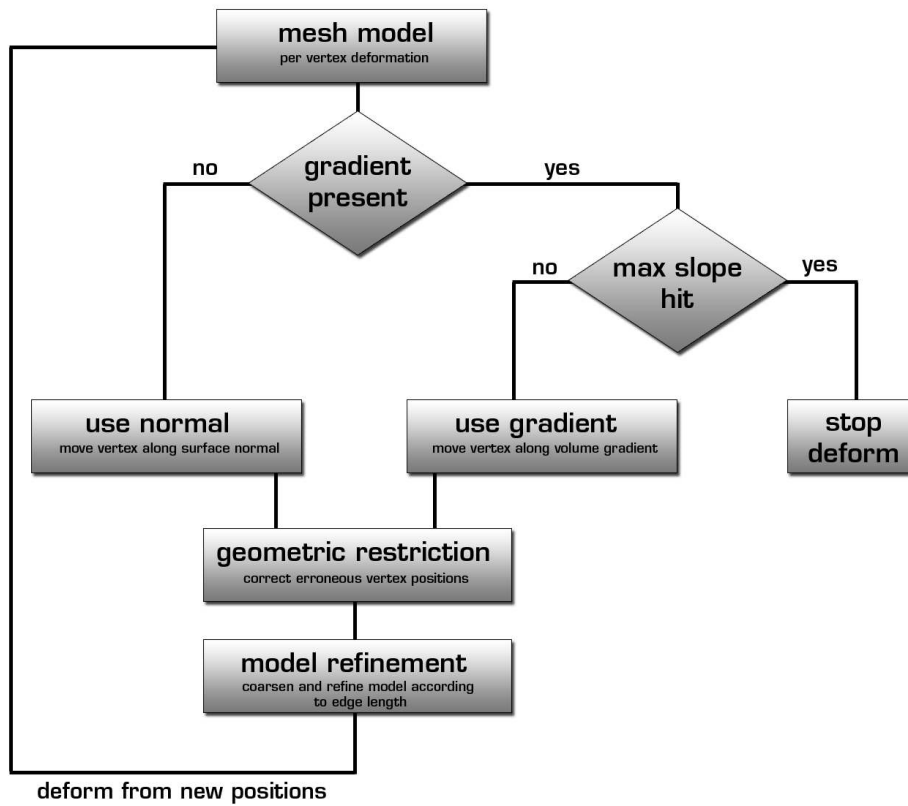 mesh model
per vertex deformation
gradient
present
no
yes
max slope
hit
no
yes
use normal
move vertex along surface normal
use gradient
move vertex along volume gradient
stop
deform
geometric restriction
correct erroneous vertex positions
model refinement
coarsen and refine model according
to edge length
deform from new positions